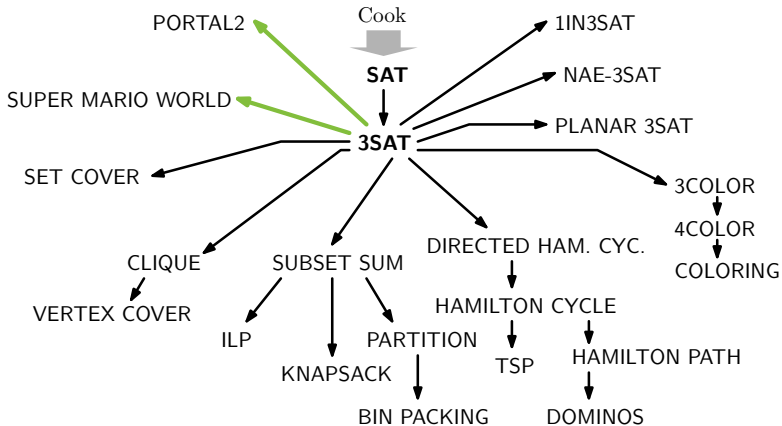 Cook
PORTAL2
1IN3SAT
SAT
NAE-3SAT
SUPER MARIO WORLD
PLANAR 3SAT
3SAT
SET COVER
3COLOR
4COLOR
DIRECTED HAM. CYC.
CLIQUE
SUBSET SUM
COLORING
HAMILTON CYCLE
VERTEX COVER
ILP
PARTITION
HAMILTON PATH
TSP
KNAPSACK
BIN PACKING
DOMINOS